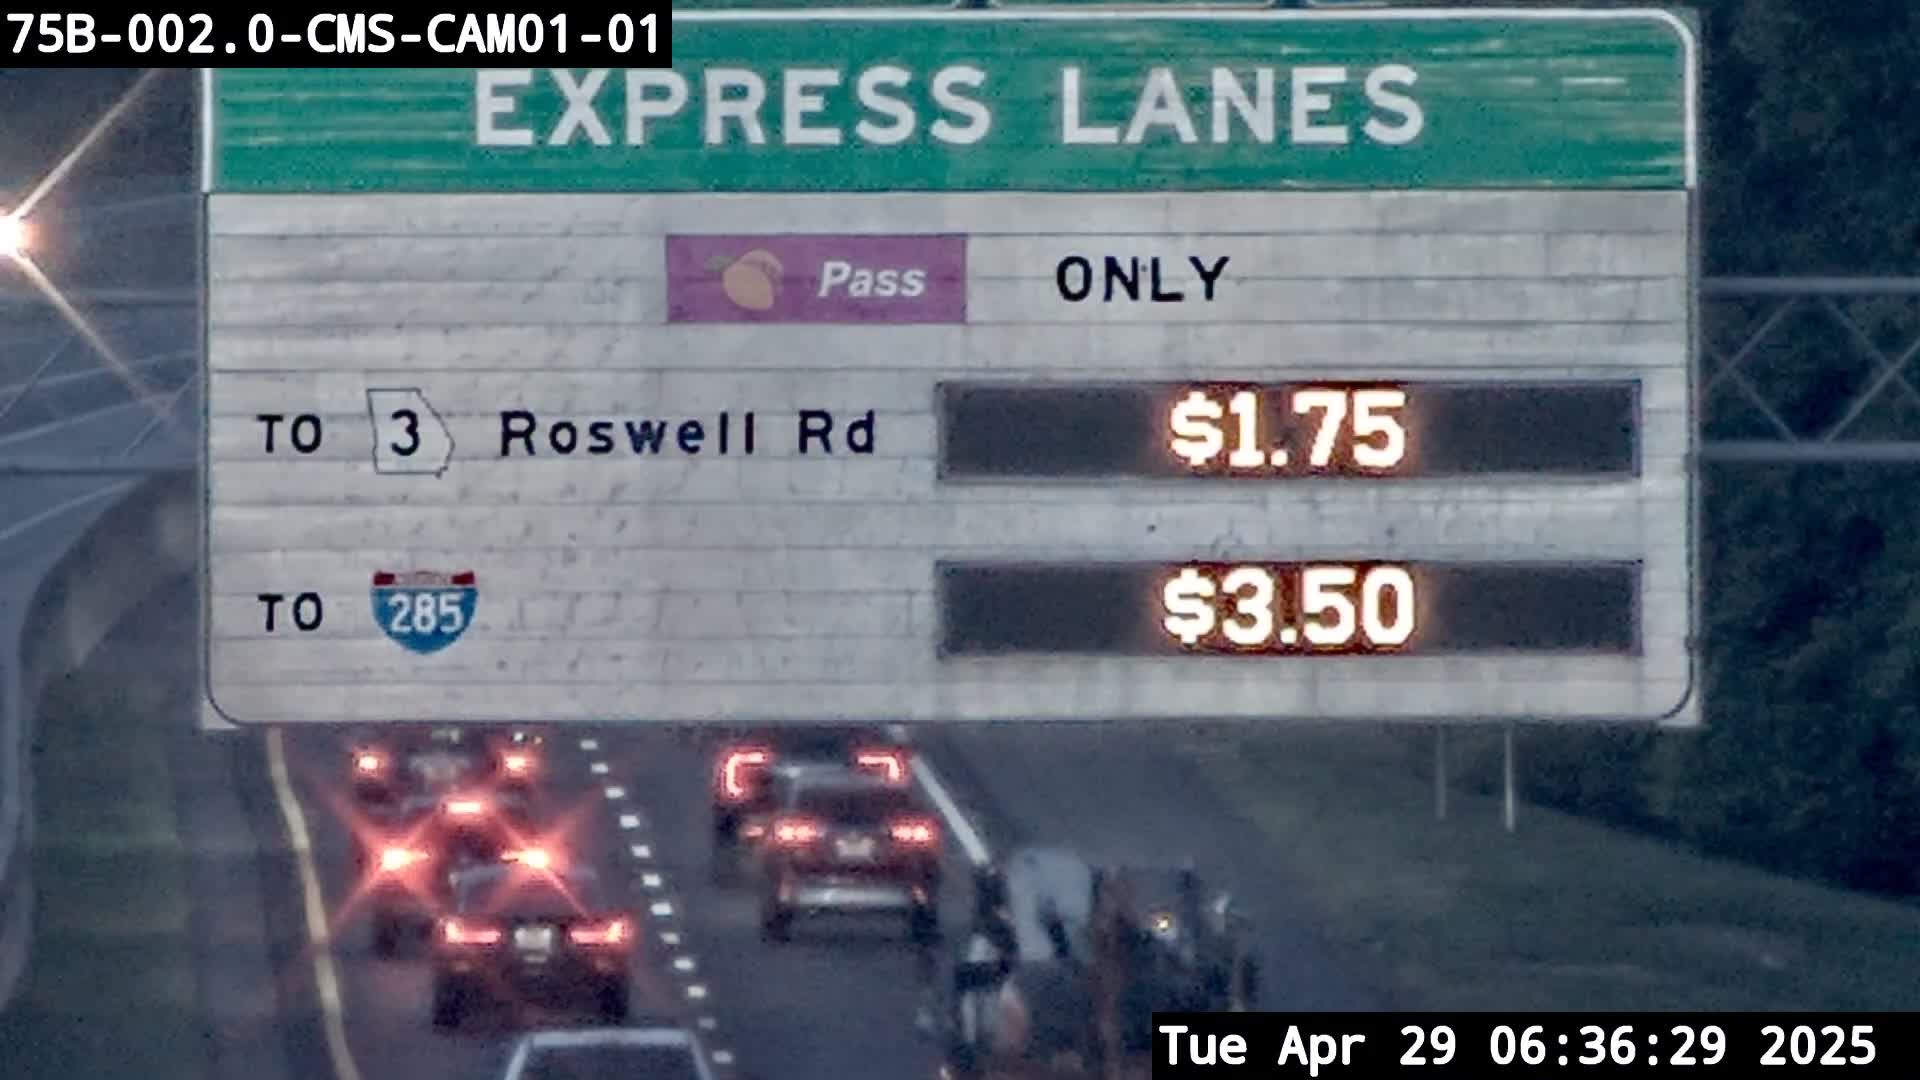 75B-002.0-CMS-CAM01-01
EXPRESS LANES
Pass ONLY
TO 3 Roswell Rd $1.75
TO 285 $3.50
Tue Apr 29 06:36:29 2025